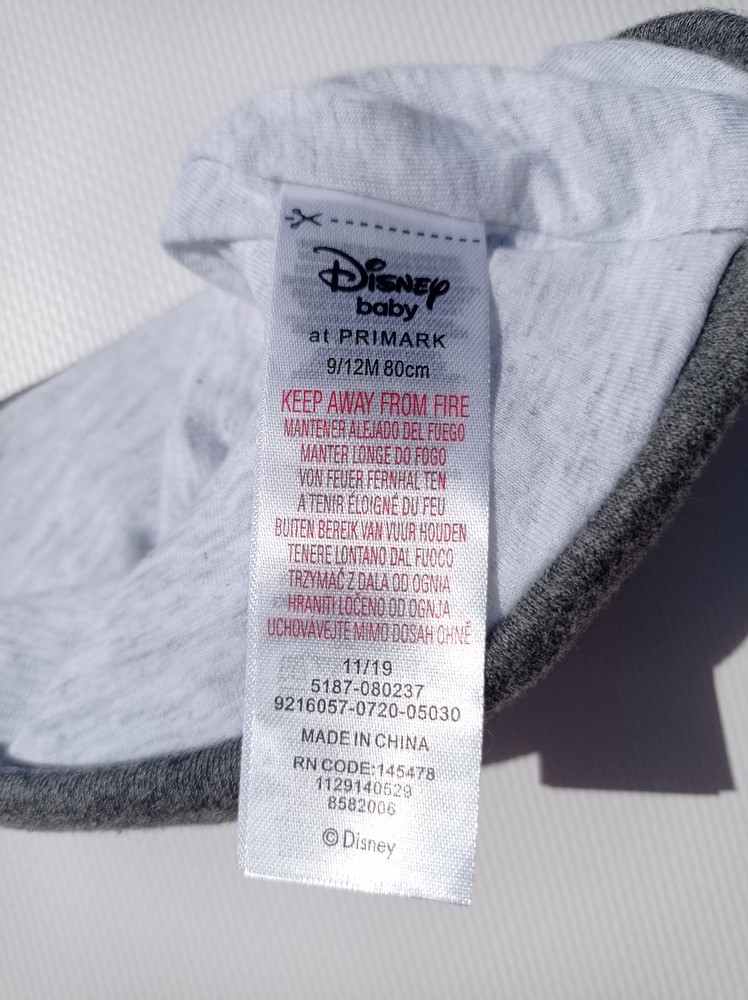 Disney
baby
at PRIMARK
9/12M 80cm
KEEP AWAY FROM FIRE
MANTENER ALEJADO DEL FUEGO
MANTER LONGE DO FOGO
VON FEUER FERNHAL TEN
A TENIR ÉLOIGNÉ DU FEU
BUITEN BEREIK VAN VUUR HOUDEN
TENERE LONTANO DAL FUOCO
TRZYMAĆ Z DALA OD OGNIA
HRANITI LOČENO OD OGNJA
UCHOVÁVEJTE MIMO DOSAH OHNĚ
11/19
5187-080237
9216057-0720-05030
MADE IN CHINA
RN CODE:145478
1129140529
8582006
© Disney